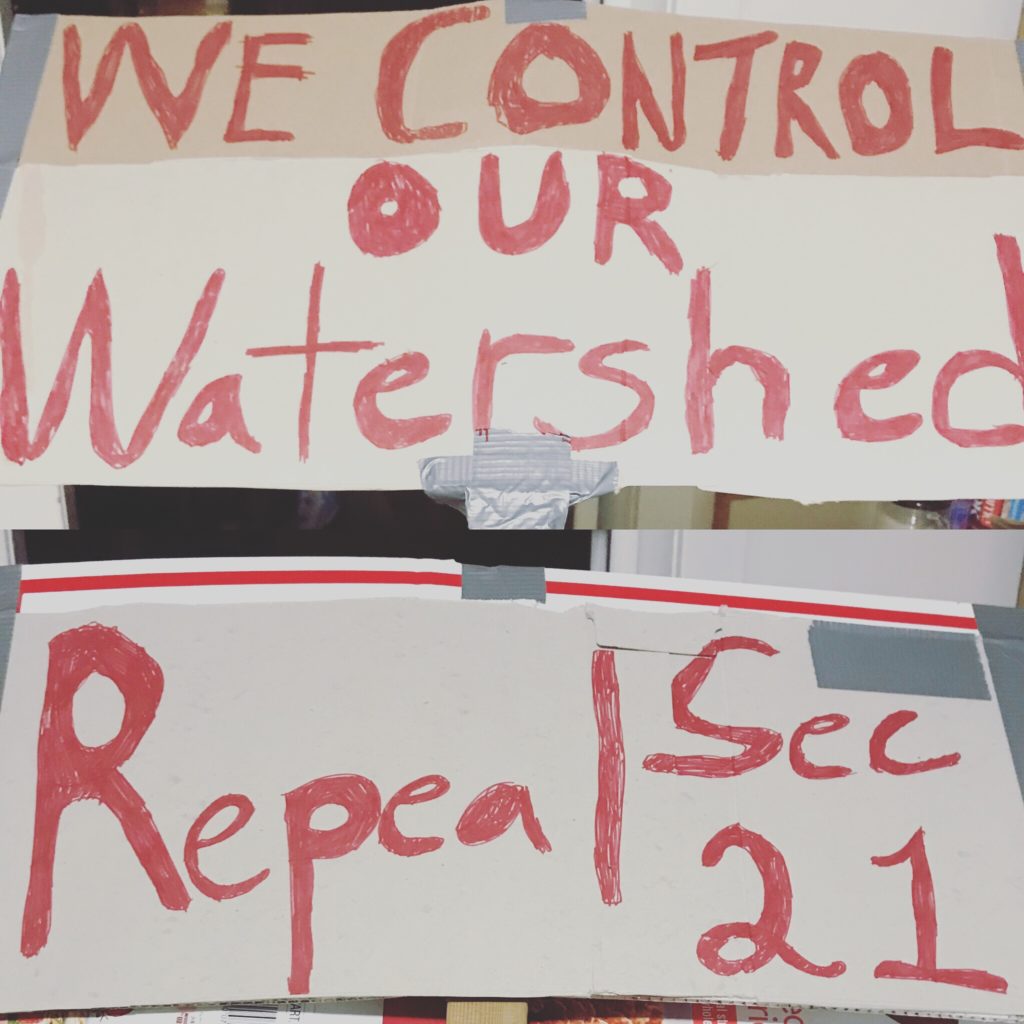 WE CONTROL
OUR
Watershed
Repeal Sec
21